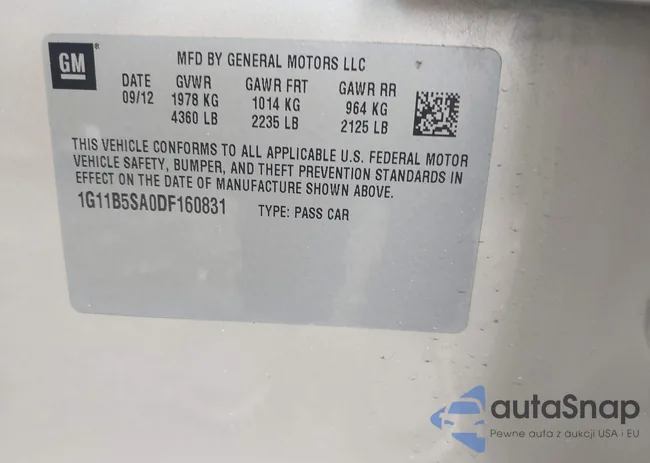 GM®
MFD BY GENERAL MOTORS LLC
DATE GVWR GAWR FRT GAWR RR
09/12 1978 KG 1014 KG 964 KG
4360 LB 2235 LB 2125 LB
THIS VEHICLE CONFORMS TO ALL APPLICABLE U.S. FEDERAL MOTOR
VEHICLE SAFETY, BUMPER, AND THEFT PREVENTION STANDARDS IN
EFFECT ON THE DATE OF MANUFACTURE SHOWN ABOVE.
1G11B5SA0DF160831 TYPE: PASS CAR
autaSnap
Pewne auta z aukcji USA i EU